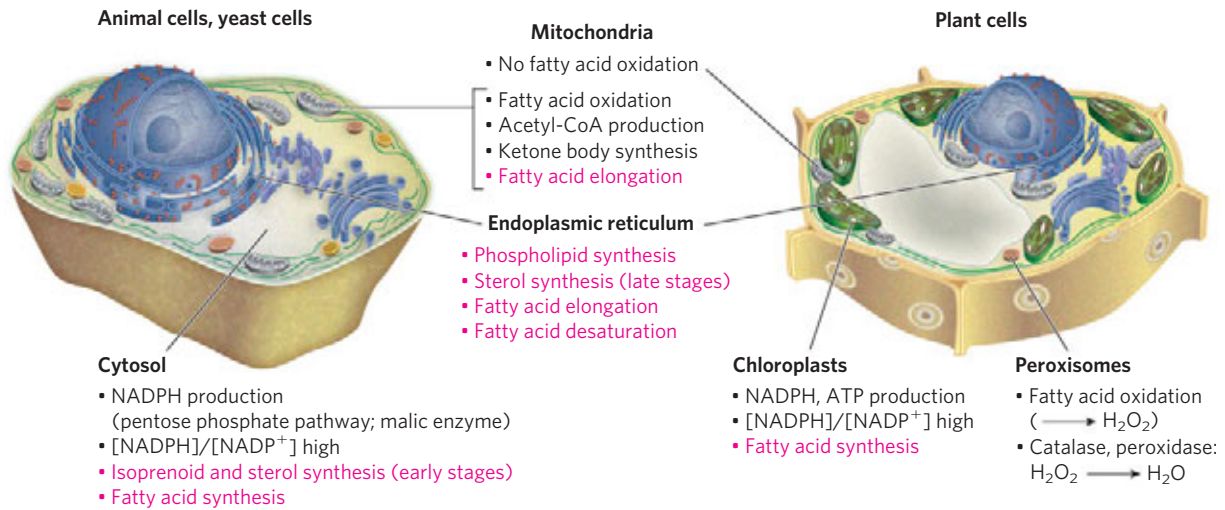 Animal cells, yeast cells
Mitochondria
• No fatty acid oxidation
• Fatty acid oxidation
• Acetyl-CoA production
• Ketone body synthesis
• Fatty acid elongation
Plant cells
Endoplasmic reticulum
• Phospholipid synthesis
• Sterol synthesis (late stages)
• Fatty acid elongation
• Fatty acid desaturation
Cytosol
• NADPH production
(pentose phosphate pathway; malic enzyme)
• [NADPH]/[NADP⁺] high
• Isoprenoid and sterol synthesis (early stages)
• Fatty acid synthesis
Chloroplasts
• NADPH, ATP production
• [NADPH]/[NADP⁺] high
• Fatty acid synthesis
Peroxisomes
• Fatty acid oxidation
(⟶ H₂O₂)
• Catalase, peroxidase:
H₂O₂ ⟶ H₂O